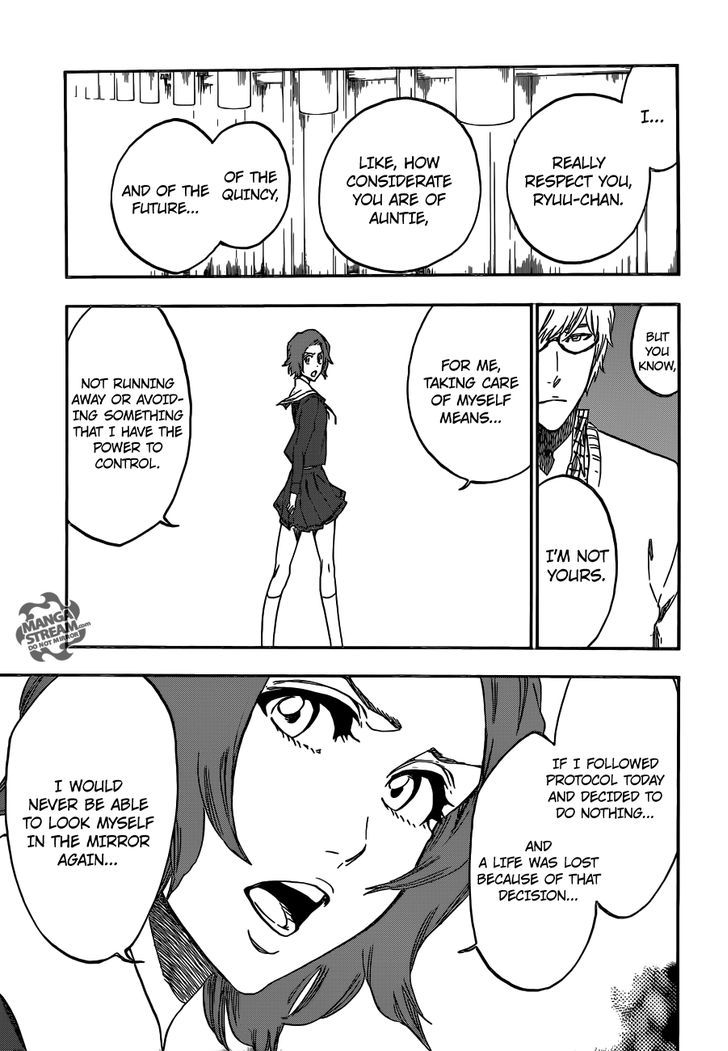 I...
REALLY
RESPECT YOU,
RYUU-CHAN.
LIKE, HOW
CONSIDERATE
YOU ARE OF
AUNTIE,
OF THE
QUINCY,
AND OF THE
FUTURE...
BUT
YOU
KNOW,
I'M NOT
YOURS.
FOR ME,
TAKING CARE
OF MYSELF
MEANS...
NOT RUNNING
AWAY OR AVOID-
ING SOMETHING
THAT I HAVE THE
POWER TO
CONTROL.
MANGA
STREAM.com
DO NOT MIRROR
IF I FOLLOWED
PROTOCOL TODAY
AND DECIDED TO
DO NOTHING...
AND
A LIFE WAS LOST
BECAUSE OF THAT
DECISION...
I WOULD
NEVER BE ABLE
TO LOOK MYSELF
IN THE MIRROR
AGAIN...